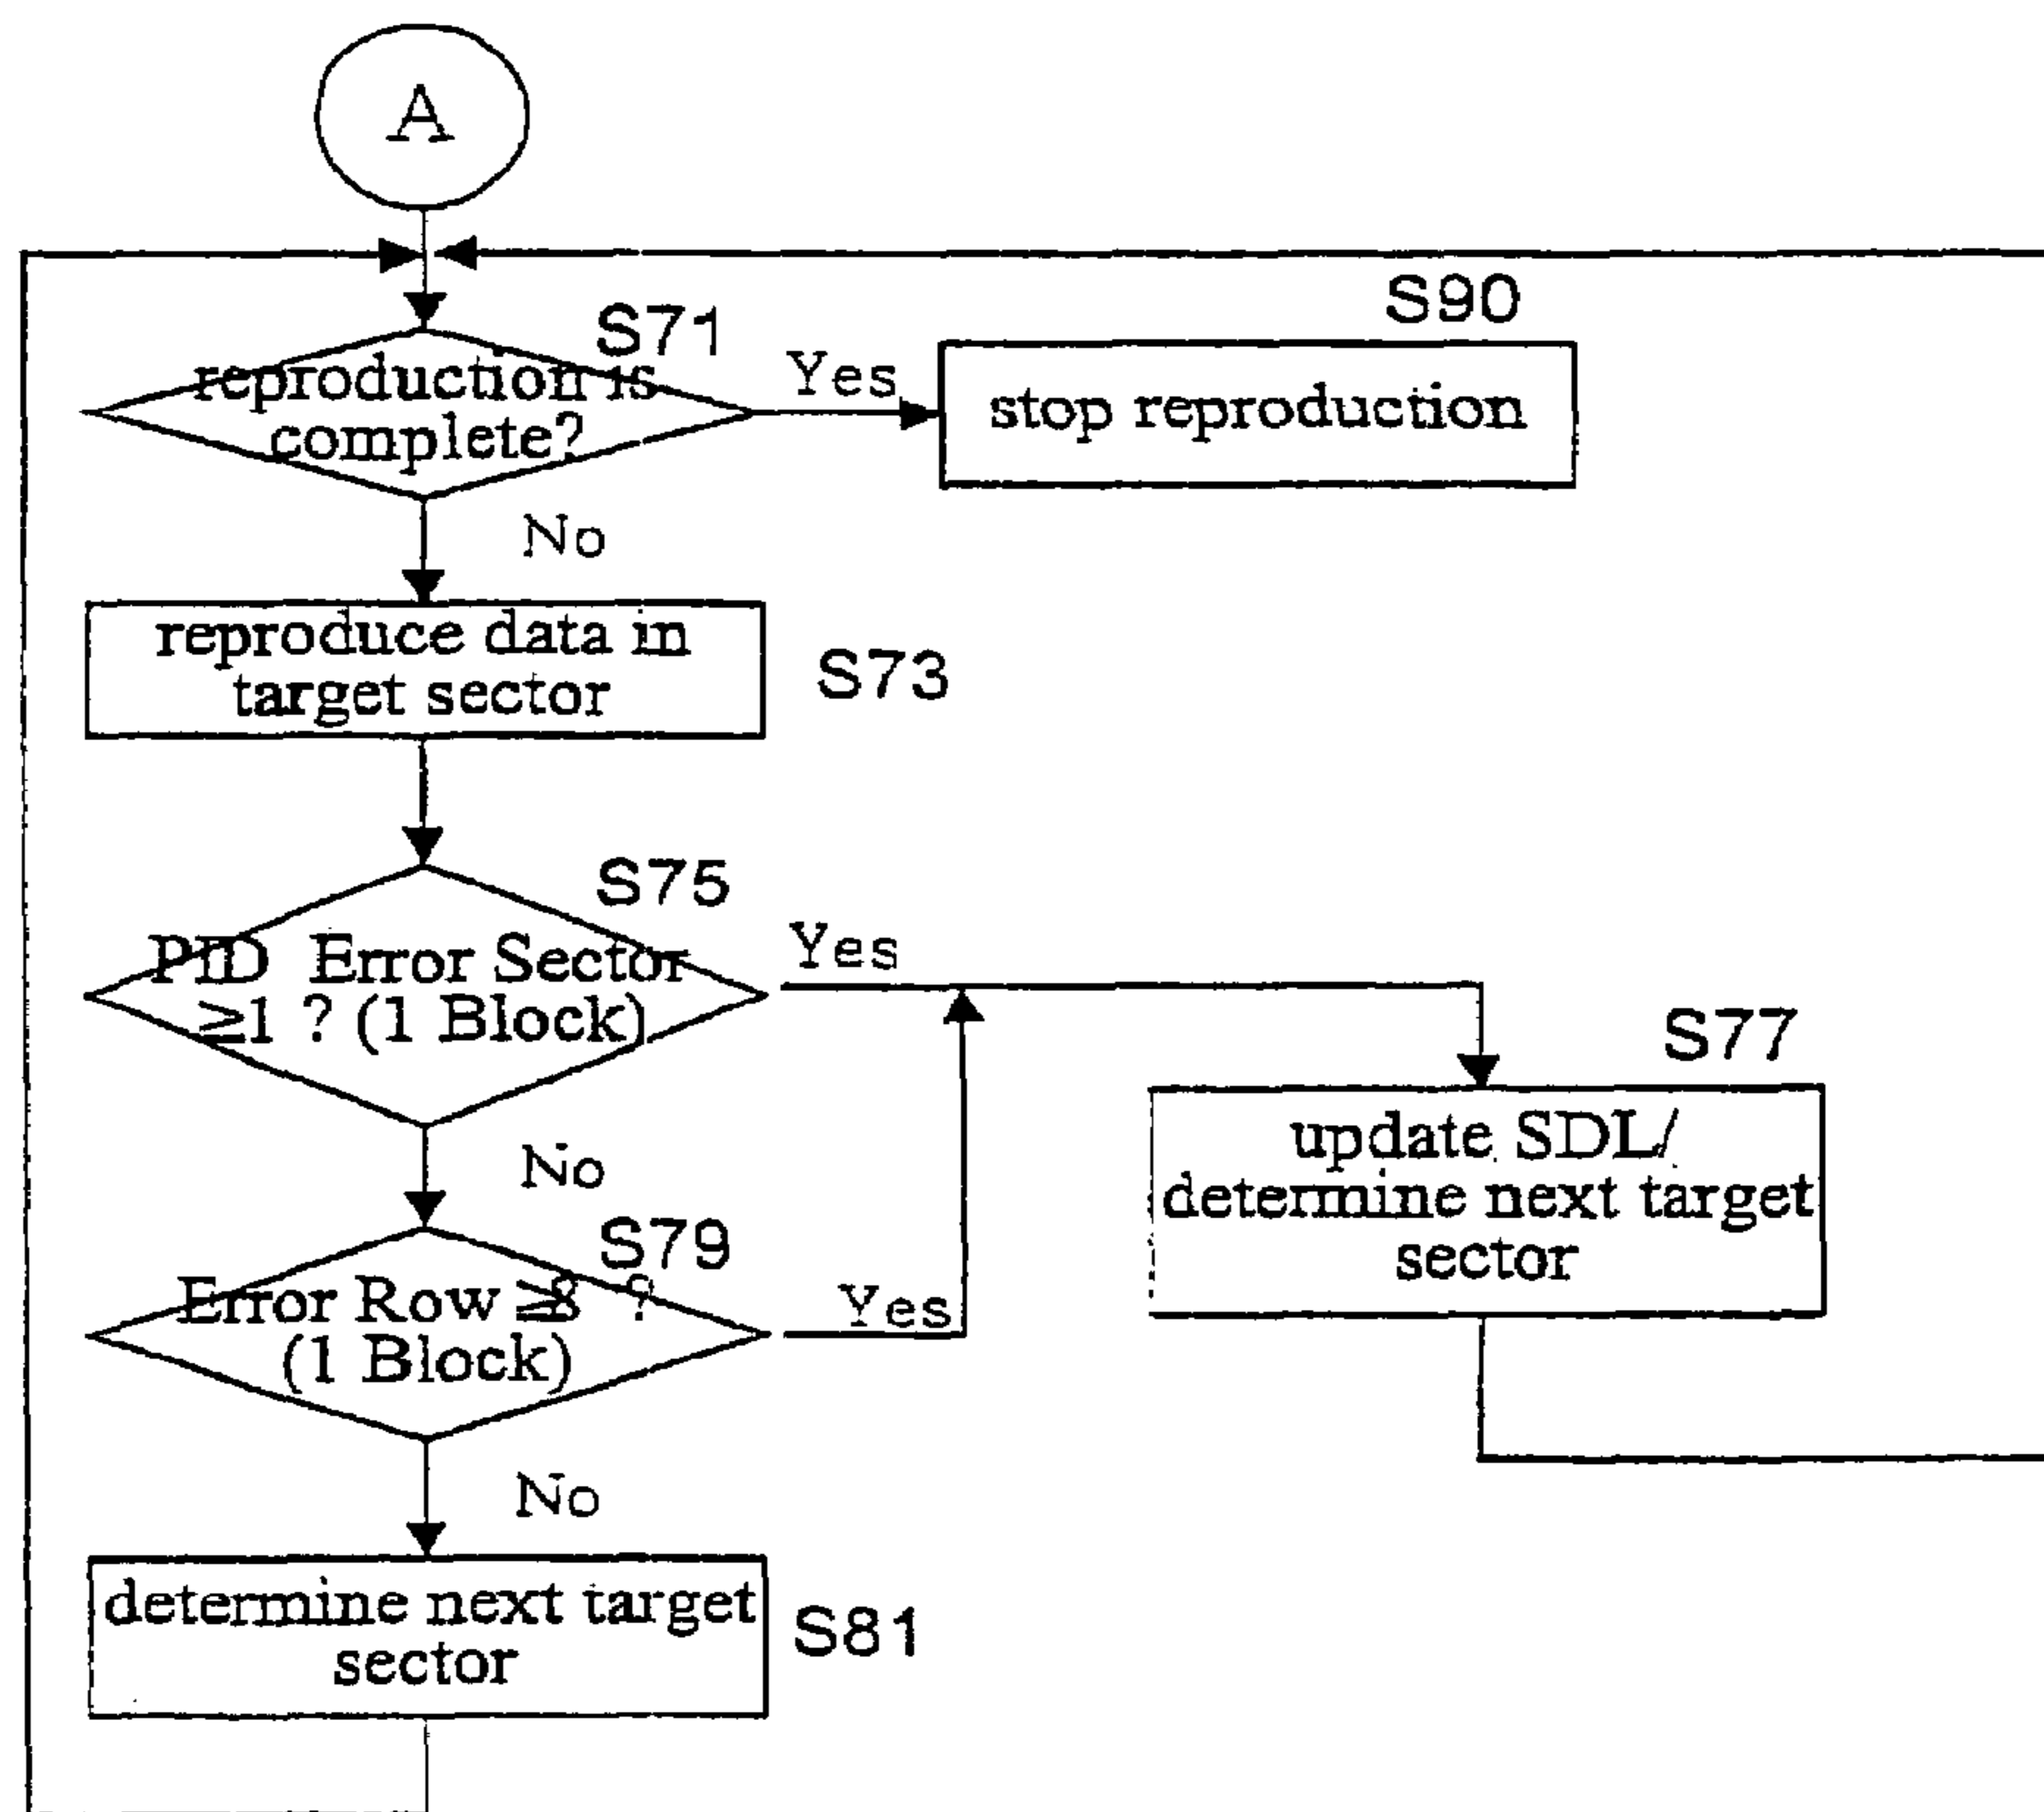 A
S71
reproduction is
complete?
Yes
S90
stop reproduction
No
reproduce data in
target sector
S73
S75
PID Error Sector
≥1 ? (1 Block)
Yes
S77
update SDL/
determine next target
sector
No
S79
Error Row ≥8 ?
(1 Block)
Yes
No
determine next target
sector
S81